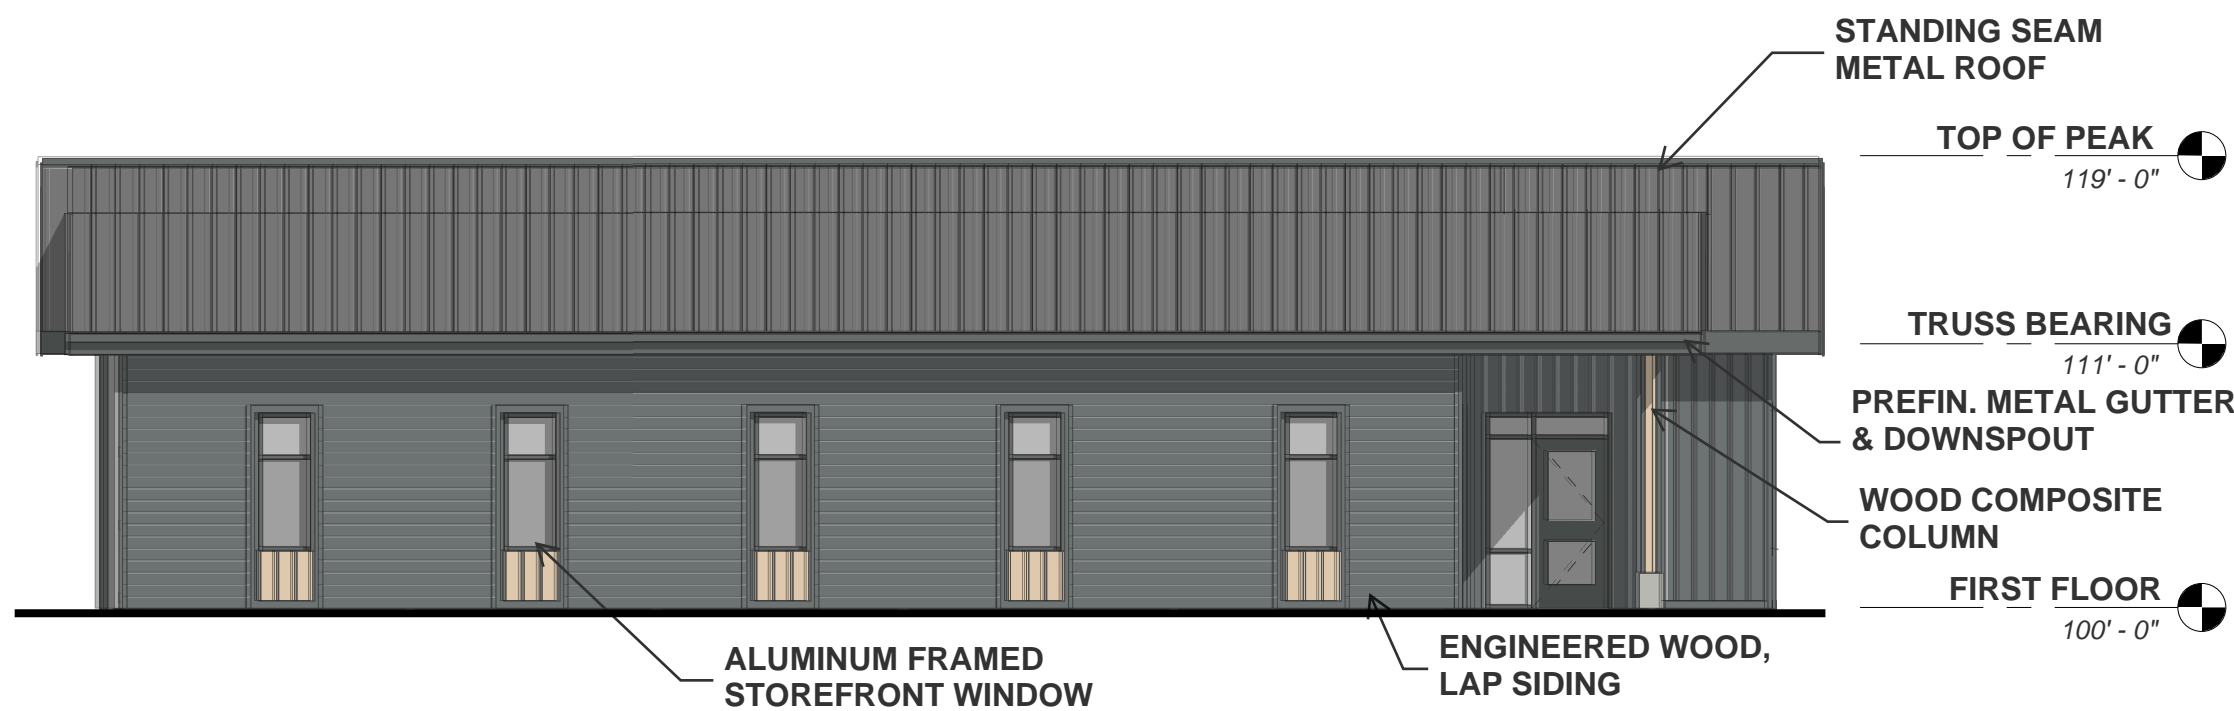 STANDING SEAM
METAL ROOF
TOP OF PEAK
119' - 0"
TRUSS BEARING
111' - 0"
PREFIN. METAL GUTTER
& DOWNSPOUT
WOOD COMPOSITE
COLUMN
FIRST FLOOR
100' - 0"
ALUMINUM FRAMED
STOREFRONT WINDOW
ENGINEERED WOOD,
LAP SIDING